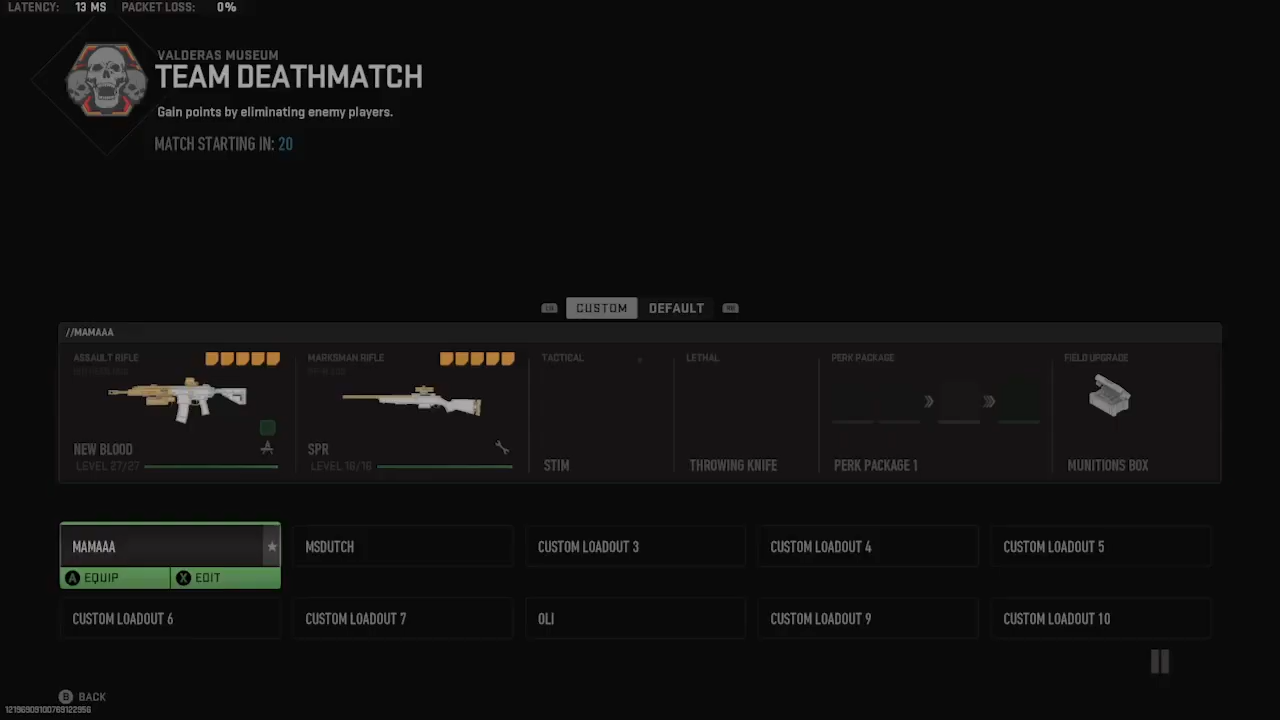 LATENCY: 13 MS PACKET LOSS: 0%
VALDERAS MUSEUM
TEAM DEATHMATCH
Gain points by eliminating enemy players.
MATCH STARTING IN: 20
CUSTOM DEFAULT
//MAMAAA
ASSAULT RIFLE MARKSMAN RIFLE TACTICAL LETHAL PERK PACKAGE FIELD UPGRADE
NEW BLOOD SPR STIM THROWING KNIFE PERK PACKAGE 1 MUNITIONS BOX
LEVEL 27/27 LEVEL 16/16
MAMAAA MSDUTCH CUSTOM LOADOUT 3 CUSTOM LOADOUT 4 CUSTOM LOADOUT 5
A EQUIP X EDIT
CUSTOM LOADOUT 6 CUSTOM LOADOUT 7 OLI CUSTOM LOADOUT 9 CUSTOM LOADOUT 10
B BACK